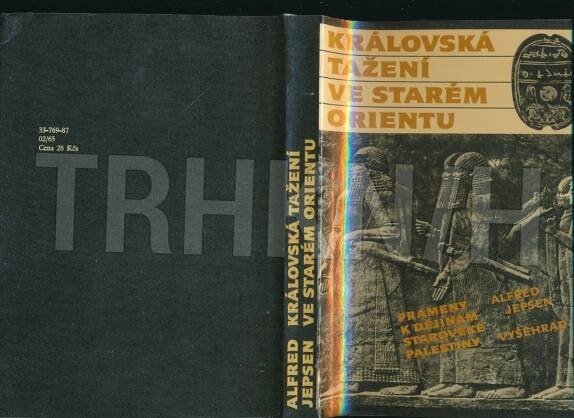 33-769-87
02/65
Cena 26 Kčs
ALFRED KRÁLOVSKÁ TAŽENÍ
JEPSEN VE STARÉM ORIENTU
KRÁLOVSKÁ
TAŽENÍ
VE STARÉM
ORIENTU
PRAMENY
K DĚJINÁM
STAROVĚKÉ
PALESTINY
ALFRED
JEPSEN
VYŠEHRAD